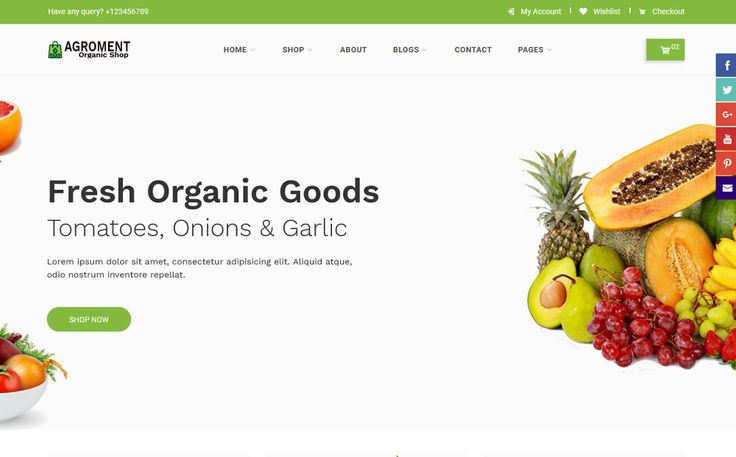 Have any query? +123456789
My Account
Wishlist
Checkout
AGROMENT
Organic Shop
HOME
SHOP
ABOUT
BLOGS
CONTACT
PAGES
02
Fresh Organic Goods
Tomatoes, Onions & Garlic
Lorem ipsum dolor sit amet, consectetur adipisicing elit. Aliquid atque,
odio nostrum inventore repellat.
SHOP NOW